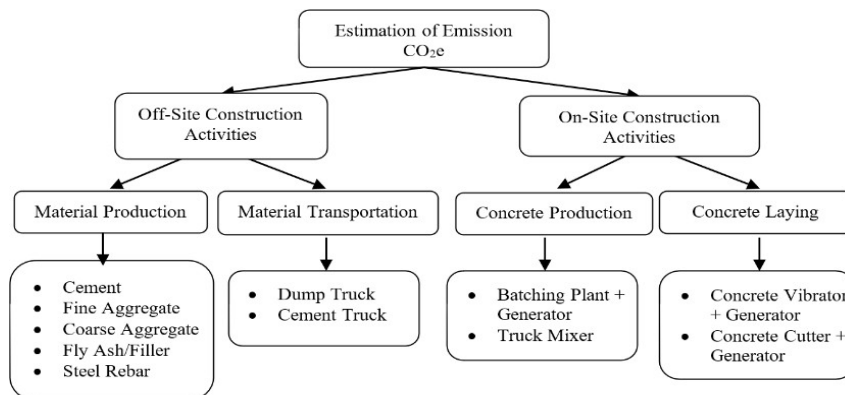 Estimation of Emission
CO₂e
Off-Site Construction
Activities
On-Site Construction
Activities
Material Production
Material Transportation
Concrete Production
Concrete Laying
• Cement
• Fine Aggregate
• Coarse Aggregate
• Fly Ash/Filler
• Steel Rebar
• Dump Truck
• Cement Truck
• Batching Plant +
Generator
• Truck Mixer
• Concrete Vibrator
+ Generator
• Concrete Cutter +
Generator